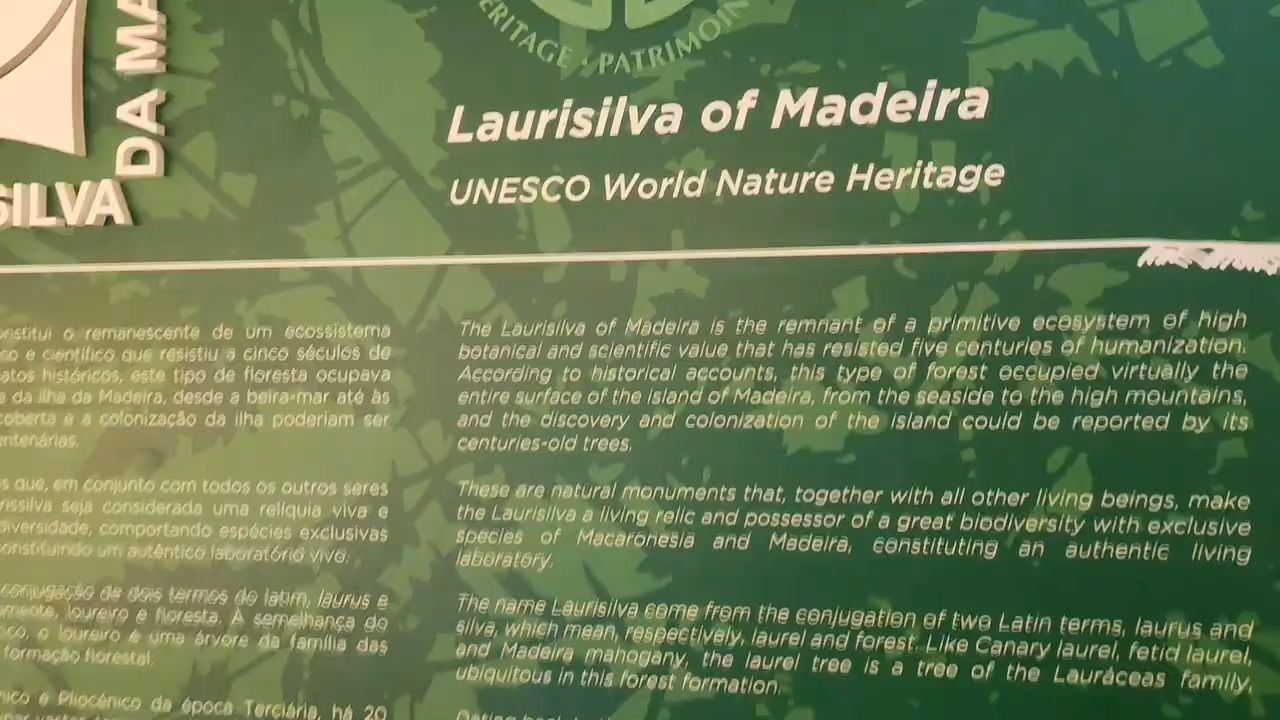 DA MA
SILVA
ERITAGE • PATRIMOIN
Laurisilva of Madeira
UNESCO World Nature Heritage
onstitui o remanescente de um ecossistema
co e científico que resistiu a cinco séculos de
atos históricos, este tipo de floresta ocupava
e da ilha da Madeira, desde a beira-mar até às
coberta e a colonização da ilha poderiam ser
entenárias.
s que, em conjunto com todos os outros seres
rissilva seja considerada uma relíquia viva e
diversidade, comportando espécies exclusivas
onstituindo um autêntico laboratório vivo.
conjugação de dois termos do latim, laurus e
amente, loureiro e floresta. À semelhança do
ico, o loureiro é uma árvore da família das
formação florestal.
nico e Pliocénico da época Terciária, há 20
The Laurisilva of Madeira is the remnant of a primitive ecosystem of high
botanical and scientific value that has resisted five centuries of humanization.
According to historical accounts, this type of forest occupied virtually the
entire surface of the island of Madeira, from the seaside to the high mountains,
and the discovery and colonization of the island could be reported by its
centuries-old trees.
These are natural monuments that, together with all other living beings, make
the Laurisilva a living relic and possessor of a great biodiversity with exclusive
species of Macaronesia and Madeira, constituting an authentic living
laboratory.
The name Laurisilva come from the conjugation of two Latin terms, laurus and
silva, which mean, respectively, laurel and forest. Like Canary laurel, fetid laurel,
and Madeira mahogany, the laurel tree is a tree of the Lauráceas family,
ubiquitous in this forest formation.